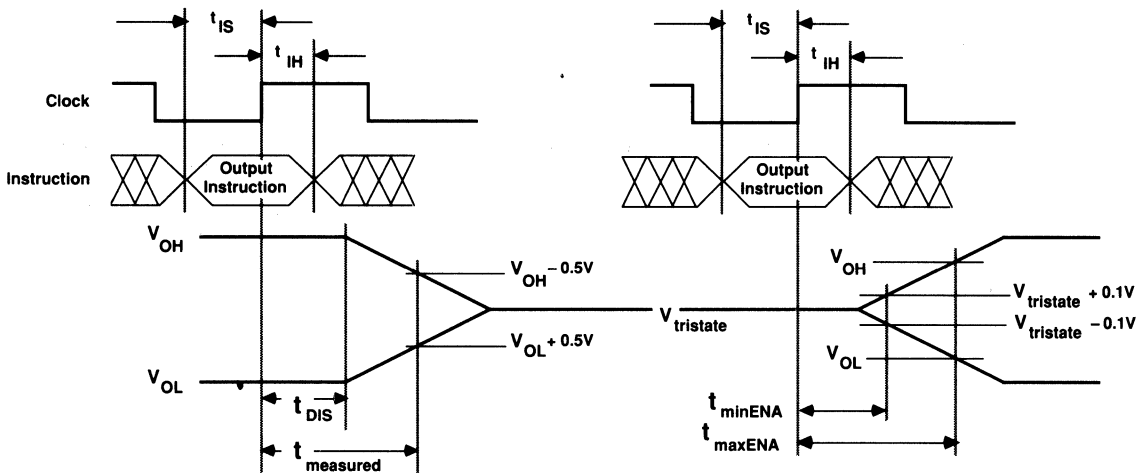 t IS
t IS
t IH
t IH
Clock
Instruction
Output Instruction
Output Instruction
V OH
V OH – 0.5V
V OH
V tristate + 0.1V
V tristate
V tristate – 0.1V
V OL + 0.5V
V OL
V OL
t DIS
t minENA
t measured
t maxENA